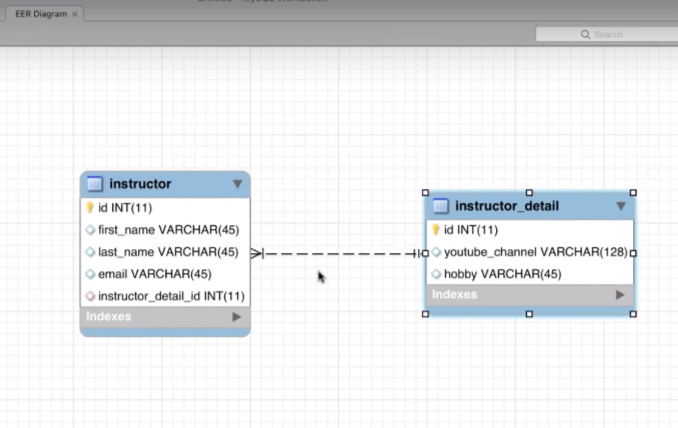 EER Diagram ×
Search
instructor
id INT(11)
first_name VARCHAR(45)
last_name VARCHAR(45)
email VARCHAR(45)
instructor_detail_id INT(11)
Indexes
instructor_detail
id INT(11)
youtube_channel VARCHAR(128)
hobby VARCHAR(45)
Indexes